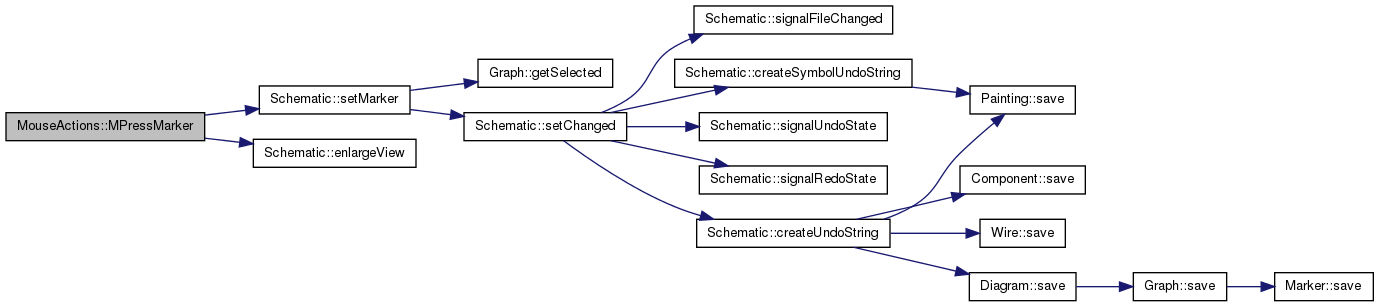 MouseActions::MPressMarker
Schematic::setMarker
Schematic::enlargeView
Graph::getSelected
Schematic::setChanged
Schematic::signalFileChanged
Schematic::createSymbolUndoString
Schematic::signalUndoState
Schematic::signalRedoState
Schematic::createUndoString
Painting::save
Component::save
Wire::save
Diagram::save
Graph::save
Marker::save